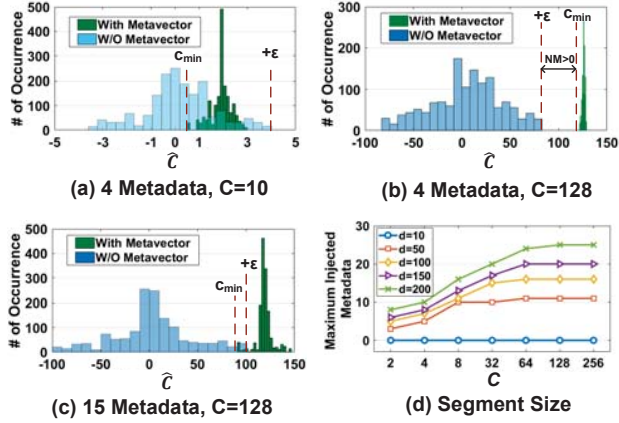 500
400
300
200
100
0
# of Occurrence
With Metavector
W/O Metavector
Cmin
+ε
-5 -3 -1 0 1 3 5
Ĉ
(a) 4 Metadata, C=10
300
200
100
0
# of Occurrence
With Metavector
W/O Metavector
+ε
Cmin
NM>0
-100 -50 0 50 100 150
Ĉ
(b) 4 Metadata, C=128
500
400
300
200
100
0
# of Occurrence
With Metavector
W/O Metavector
Cmin
+ε
-100 -50 0 50 100 150
Ĉ
(c) 15 Metadata, C=128
30
20
10
0
Maximum Injected
Metadata
d=10
d=50
d=100
d=150
d=200
2 4 8 32 64 128 256
C
(d) Segment Size